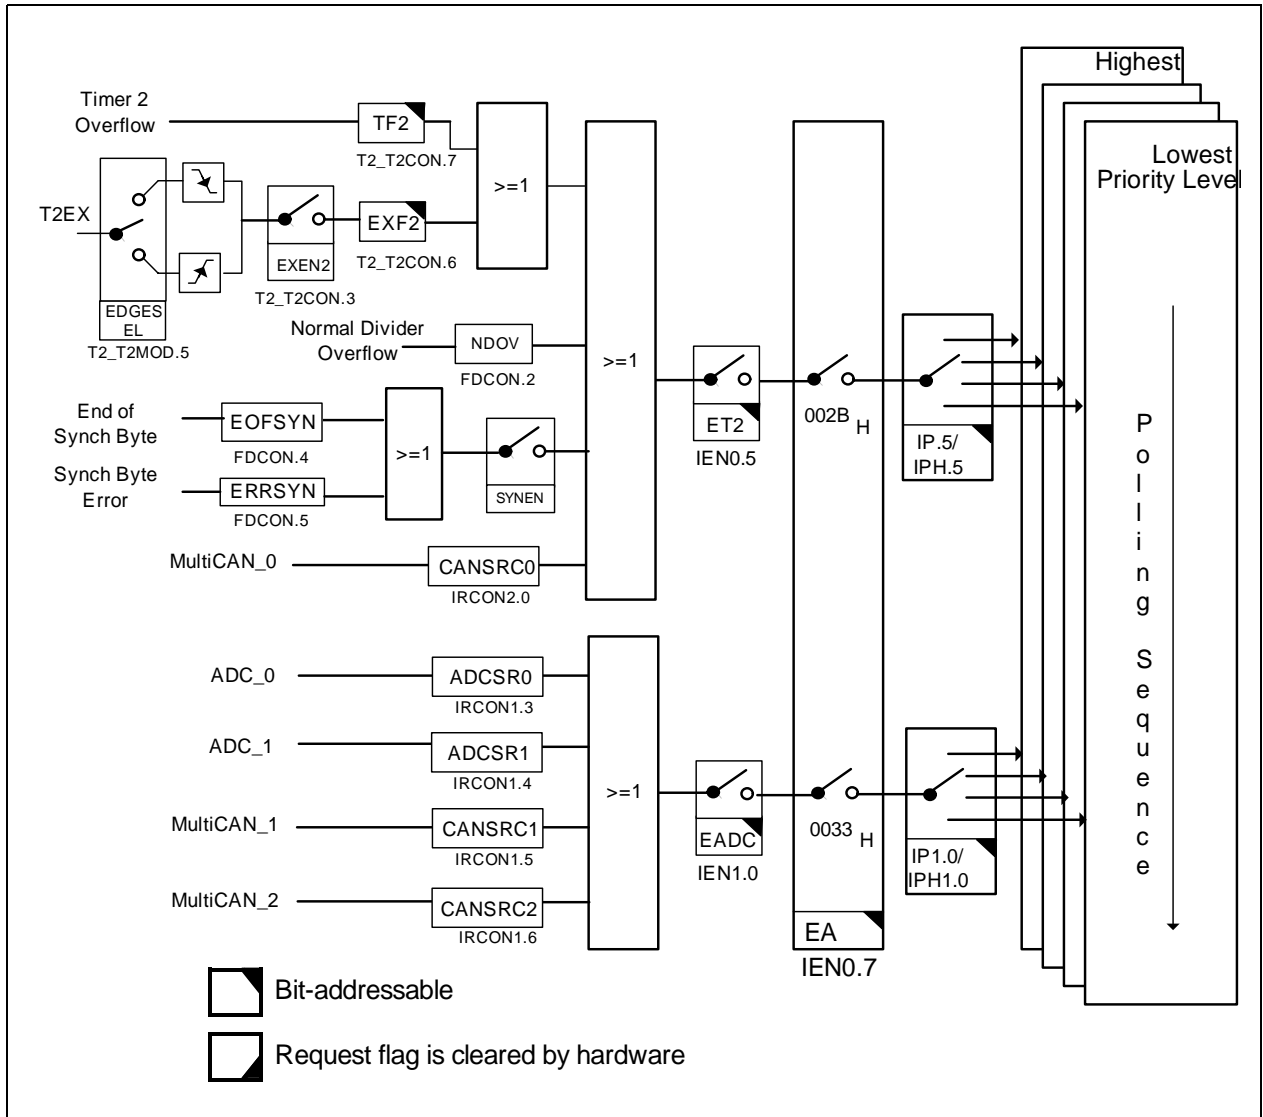 Highest
Timer 2
Overflow
TF2
T2_T2CON.7
>=1
Lowest
Priority Level
T2EX
EXF2
T2_T2CON.6
EXEN2
T2_T2CON.3
EDGES
EL
T2_T2MOD.5
Normal Divider
Overflow
NDOV
FDCON.2
>=1
End of
Synch Byte
EOFSYN
FDCON.4
Synch Byte
Error
ERRSYN
FDCON.5
>=1
SYNEN
ET2
IEN0.5
002B H
IP.5/
IPH.5
MultiCAN_0
CANSRC0
IRCON2.0
Polling Sequence
ADC_0
ADCSR0
IRCON1.3
ADC_1
ADCSR1
IRCON1.4
MultiCAN_1
CANSRC1
IRCON1.5
MultiCAN_2
CANSRC2
IRCON1.6
>=1
EADC
IEN1.0
0033 H
IP1.0/
IPH1.0
EA
IEN0.7
Bit-addressable
Request flag is cleared by hardware